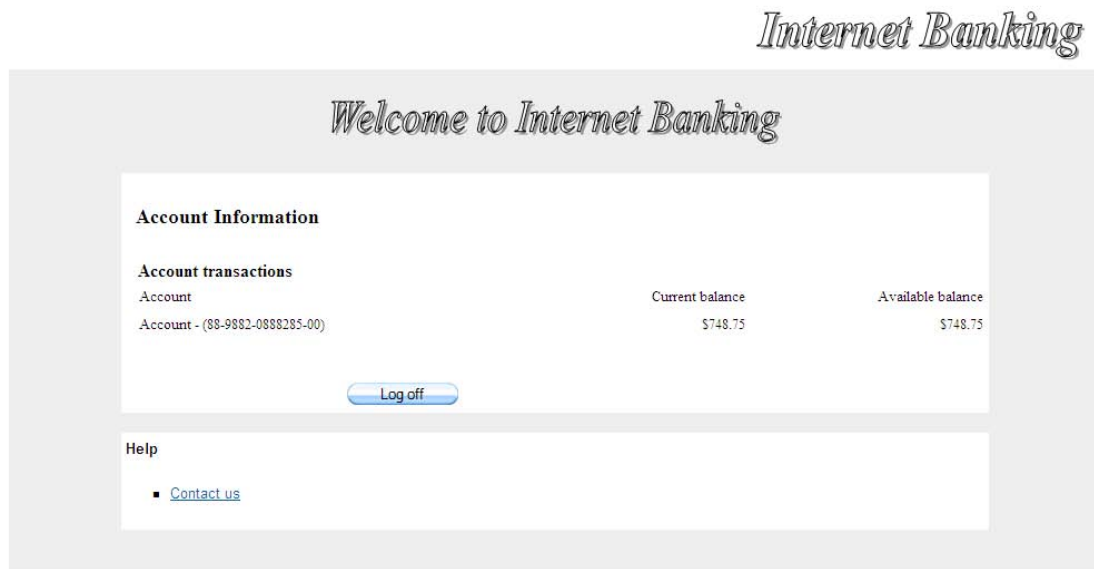 Internet Banking
Welcome to Internet Banking
Account Information
Account transactions
Account Current balance Available balance
Account - (88-9882-0888285-00) $748.75 $748.75
Log off
Help
Contact us